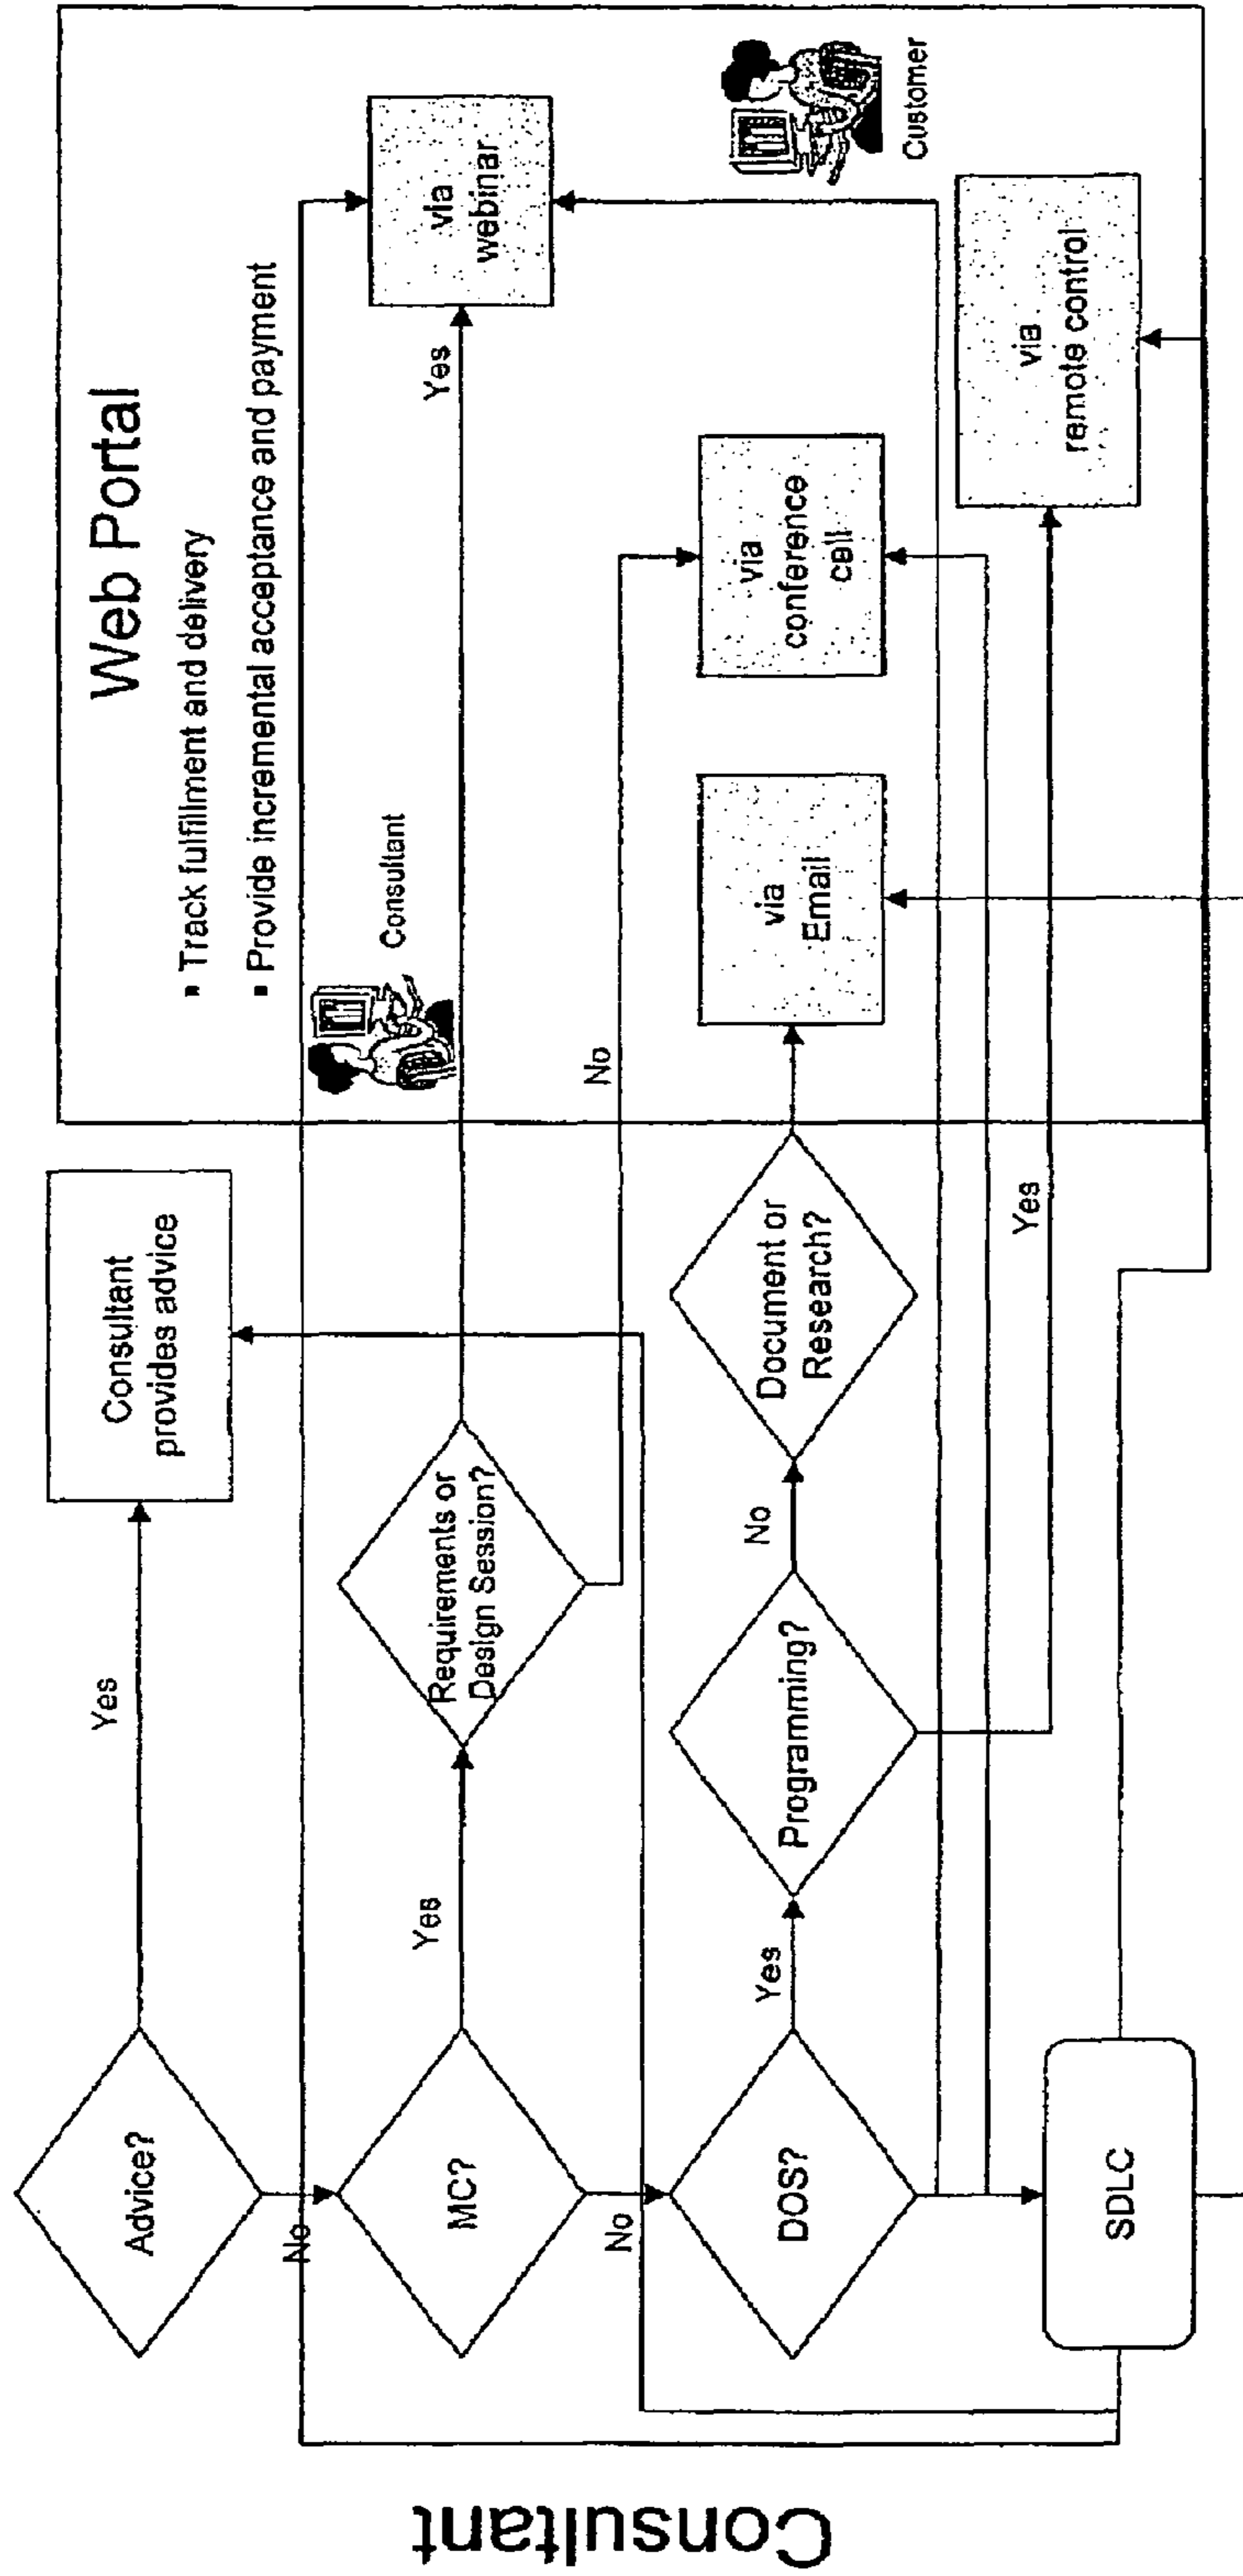 Consultant
Advice?
Yes
Consultant
provides advice
Web Portal
▪ Track fulfillment and delivery
▪ Provide incremental acceptance and payment
No
MC?
Yes
Requirements or
Design Session?
Consultant
Yes
via
webinar
No
No
DOS?
Yes
Programming?
No
Document or
Research?
via
Email
via
conference
cell
Customer
Yes
SDLC
via
remote control